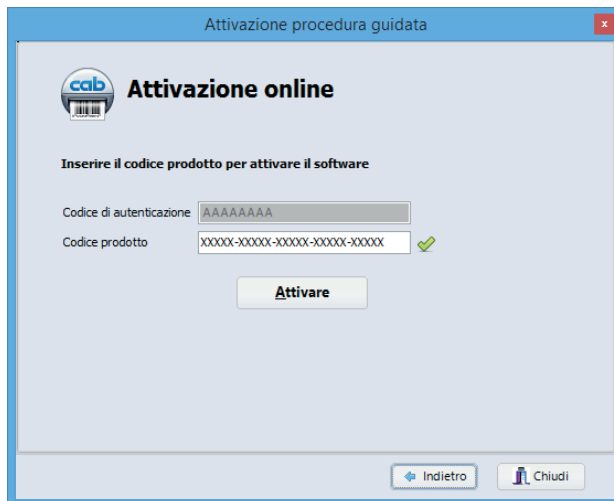 Attivazione procedura guidata
x
cab
Attivazione online
Inserire il codice prodotto per attivare il software
Codice di autenticazione AAAAAAAA
Codice prodotto XXXXX-XXXXX-XXXXX-XXXXX-XXXXX
Attivare
Indietro Chiudi